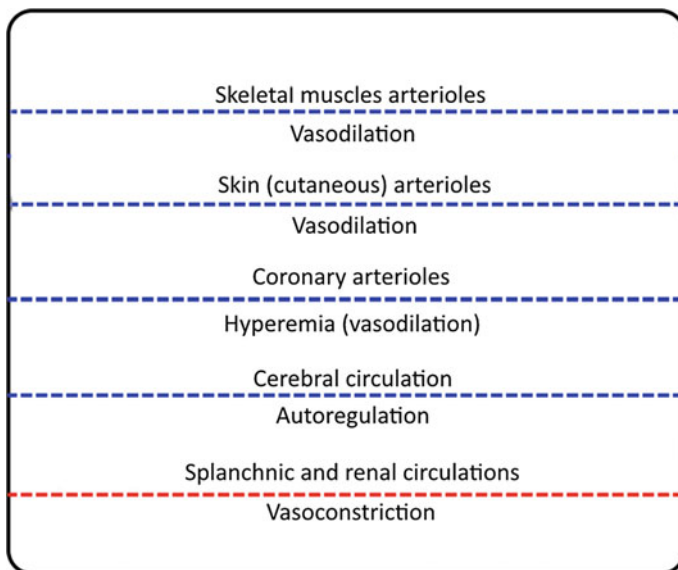 Skeletal muscles arterioles
Vasodilation
Skin (cutaneous) arterioles
Vasodilation
Coronary arterioles
Hyperemia (vasodilation)
Cerebral circulation
Autoregulation
Splanchnic and renal circulations
Vasoconstriction